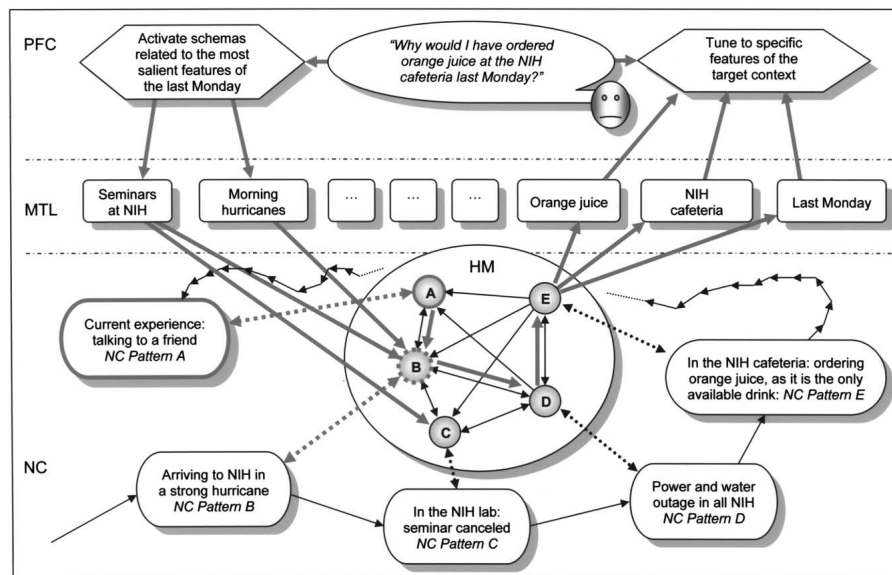 PFC
Activate schemas
related to the most
salient features of
the last Monday
“Why would I have ordered
orange juice at the NIH
cafeteria last Monday?”
Tune to specific
features of the
target context
MTL
Seminars
at NIH
Morning
hurricanes
...
...
...
Orange juice
NIH
cafeteria
Last Monday
HM
A
E
B
D
C
Current experience:
talking to a friend
NC Pattern A
In the NIH cafeteria: ordering
orange juice, as it is the only
available drink: NC Pattern E
NC
Arriving to NIH in
a strong hurricane
NC Pattern B
In the NIH lab:
seminar canceled
NC Pattern C
Power and water
outage in all NIH
NC Pattern D